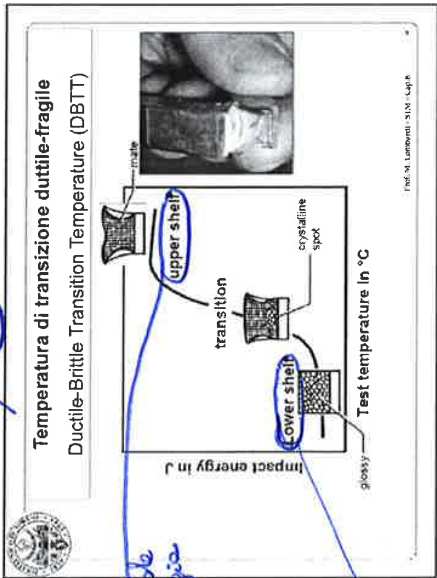 Temperatura di transizione duttile-fragile
Ductile-Brittle Transition Temperature (DBTT)
Impact energy in J
mate
upper shelf
transition
crystalline
spot
Lower shelf
glossy
Test temperature in °C
Prof. M. Lombardi - STM - Cap.8